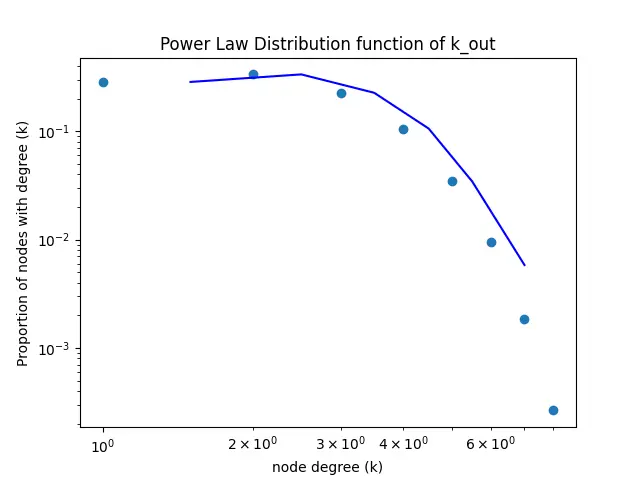 Power Law Distribution function of k_out
Proportion of nodes with degree (k)
10⁻¹
10⁻²
10⁻³
10⁰
2 × 10⁰
3 × 10⁰
4 × 10⁰
6 × 10⁰
node degree (k)